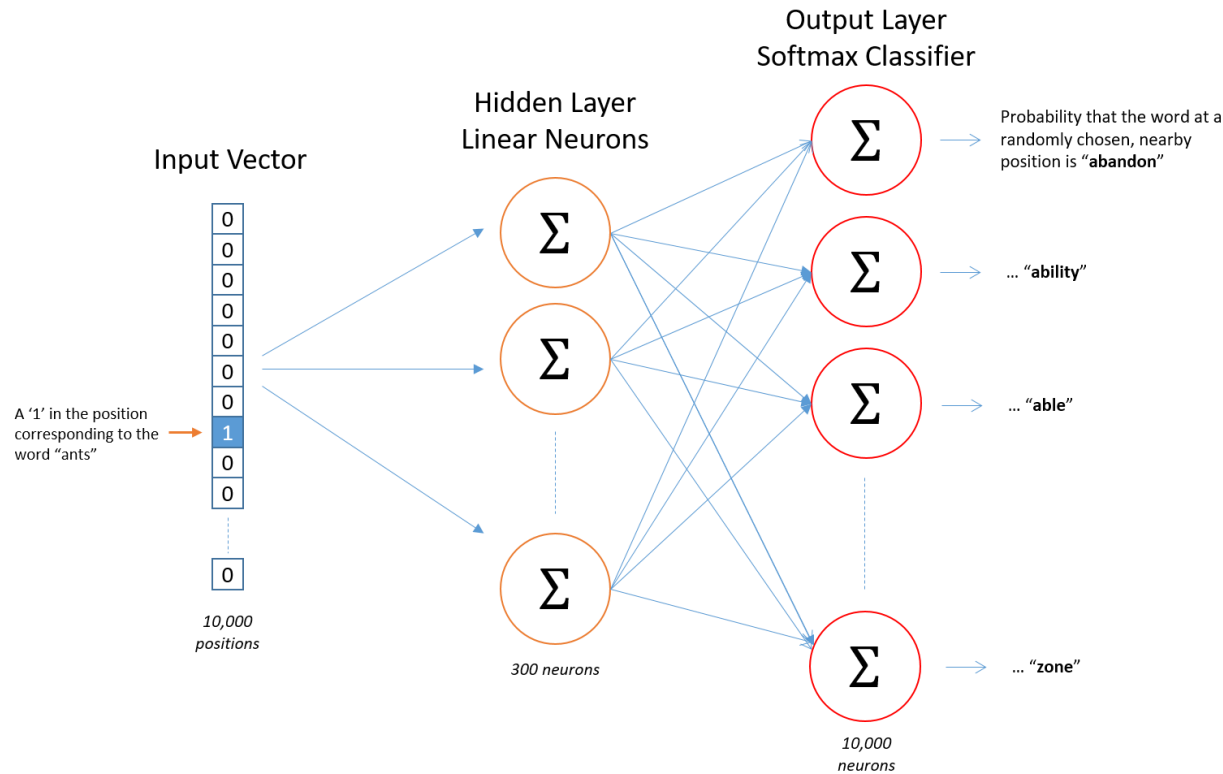 Output Layer
Softmax Classifier
Hidden Layer
Linear Neurons
Input Vector
0
0
0
0
0
0
0
1
0
0
0
A ‘1’ in the position
corresponding to the
word “ants”
10,000
positions
Σ
Σ
Σ
300 neurons
Σ
Σ
Σ
Σ
10,000
neurons
Probability that the word at a
randomly chosen, nearby
position is “abandon”
… “ability”
… “able”
… “zone”